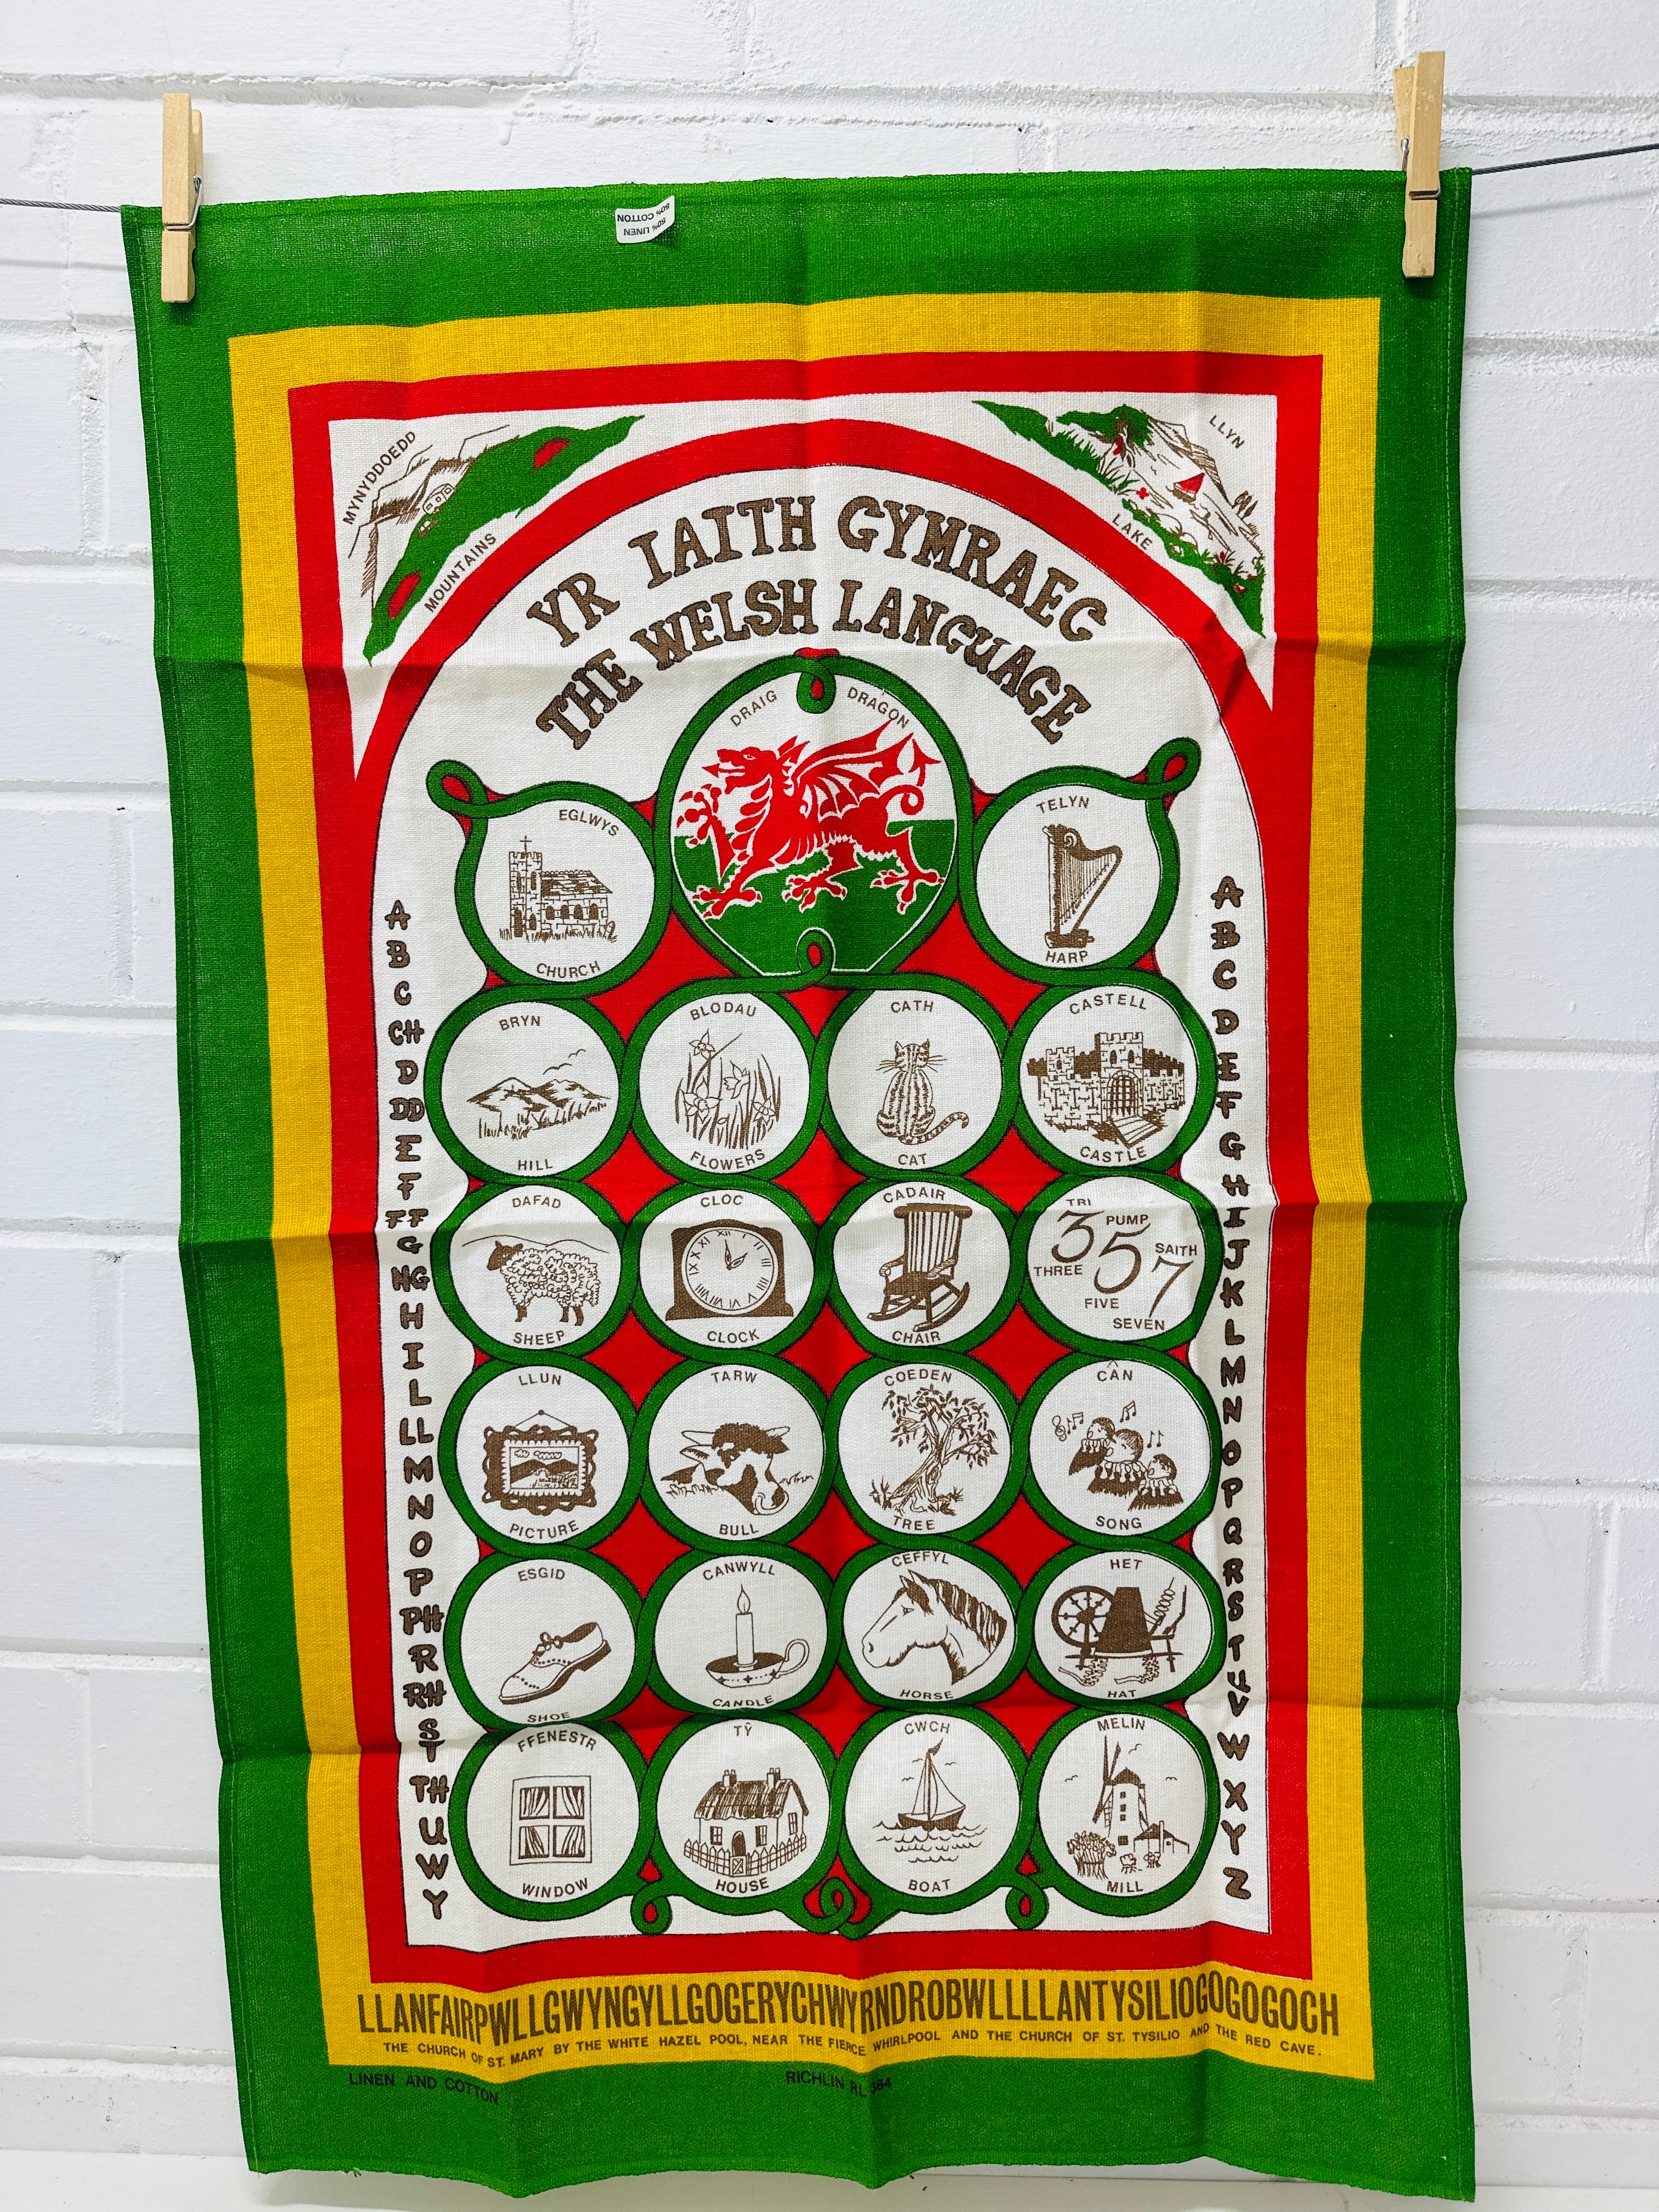 50% LINEN
50% COTTON
MYNYDDOEDD
MOUNTAINS
LLYN
LAKE
YR IAITH GYMRAEG
THE WELSH LANGUAGE
DRAIG DRAGON
EGLWYS
CHURCH
TELYN
HARP
BRYN
HILL
BLODAU
FLOWERS
CATH
CAT
CASTELL
CASTLE
DAFAD
SHEEP
CLOC
XII
CLOCK
CADAIR
CHAIR
TRI
3
THREE
PUMP
5
FIVE
SAITH
7
SEVEN
LLUN
PICTURE
TARW
BULL
COEDEN
TREE
CÂN
SONG
ESGID
SHOE
CANWYLL
CANDLE
CEFFYL
HORSE
HET
HAT
FFENESTR
WINDOW
TŶ
HOUSE
CWCH
BOAT
MELIN
MILL
A
B
C
CH
D
DD
E
F
FF
G
NG
H
I
L
LL
M
N
O
P
PH
R
RH
S
T
TH
U
W
Y
A
B
C
D
E
F
G
H
I
J
K
L
M
N
O
P
Q
R
S
T
U
V
W
X
Y
Z
LLANFAIRPWLLGWYNGYLLGOGERYCHWYRNDROBWLLLLANTYSILIOGOGOGOCH
THE CHURCH OF ST. MARY BY THE WHITE HAZEL POOL, NEAR THE FIERCE WHIRLPOOL AND THE CHURCH OF ST. TYSILIO AND THE RED CAVE.
LINEN AND COTTON
RICHLIN RL 384